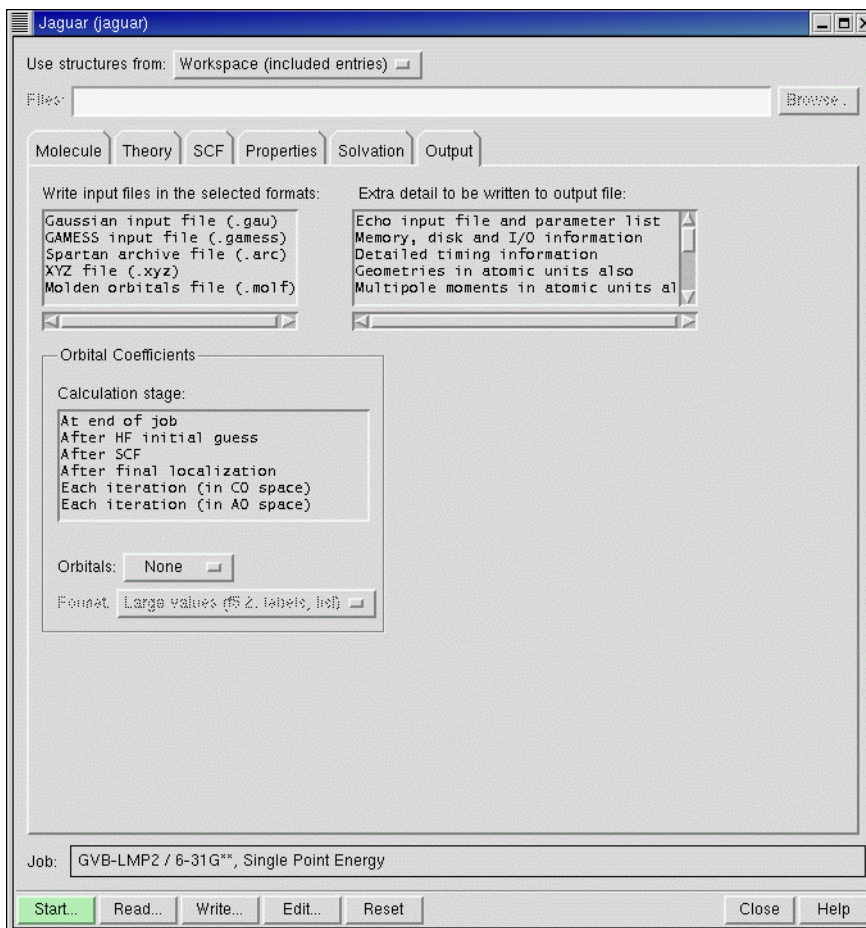 Jaguar (jaguar)
Use structures from: Workspace (included entries)
Files: Browse...
Molecule Theory SCF Properties Solvation Output
Write input files in the selected formats: Extra detail to be written to output file:
Gaussian input file (.gau) Echo input file and parameter list
GAMESS input file (.gamess) Memory, disk and I/O information
Spartan archive file (.arc) Detailed timing information
XYZ file (.xyz) Geometries in atomic units also
Molden orbitals file (.molf) Multipole moments in atomic units al
Orbital Coefficients
Calculation stage:
At end of job
After HF initial guess
After SCF
After final localization
Each iteration (in CO space)
Each iteration (in AO space)
Orbitals: None
Format: Large values (f5.2, labels, list)
Job: GVB-LMP2 / 6-31G**, Single Point Energy
Start... Read... Write... Edit... Reset Close Help